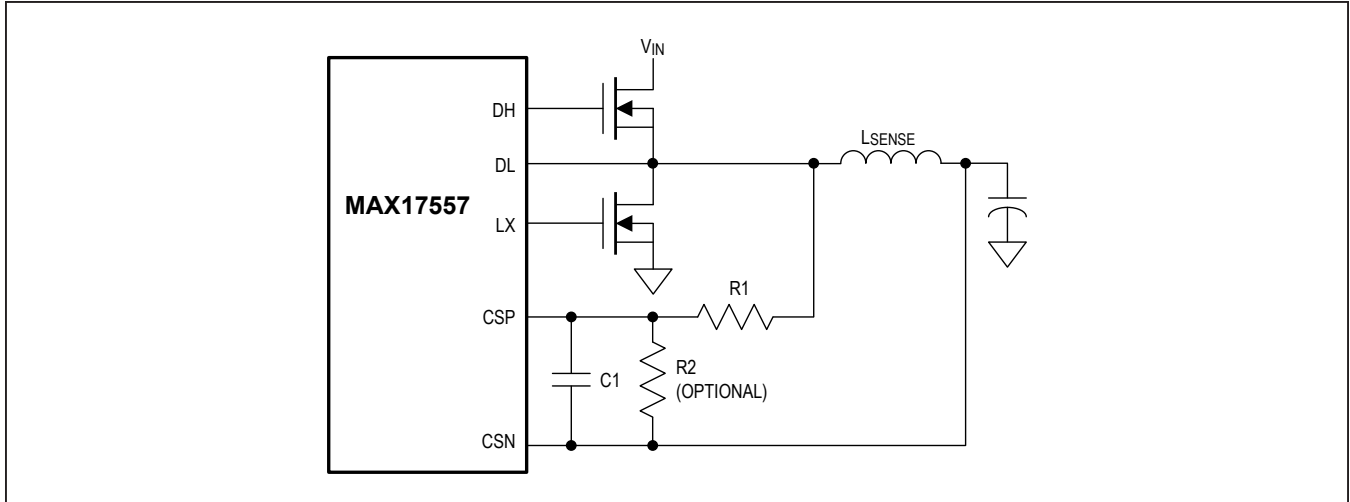 VIN
DH
LSENSE
DL
MAX17557
LX
R1
CSP
R2
C1
(OPTIONAL)
CSN